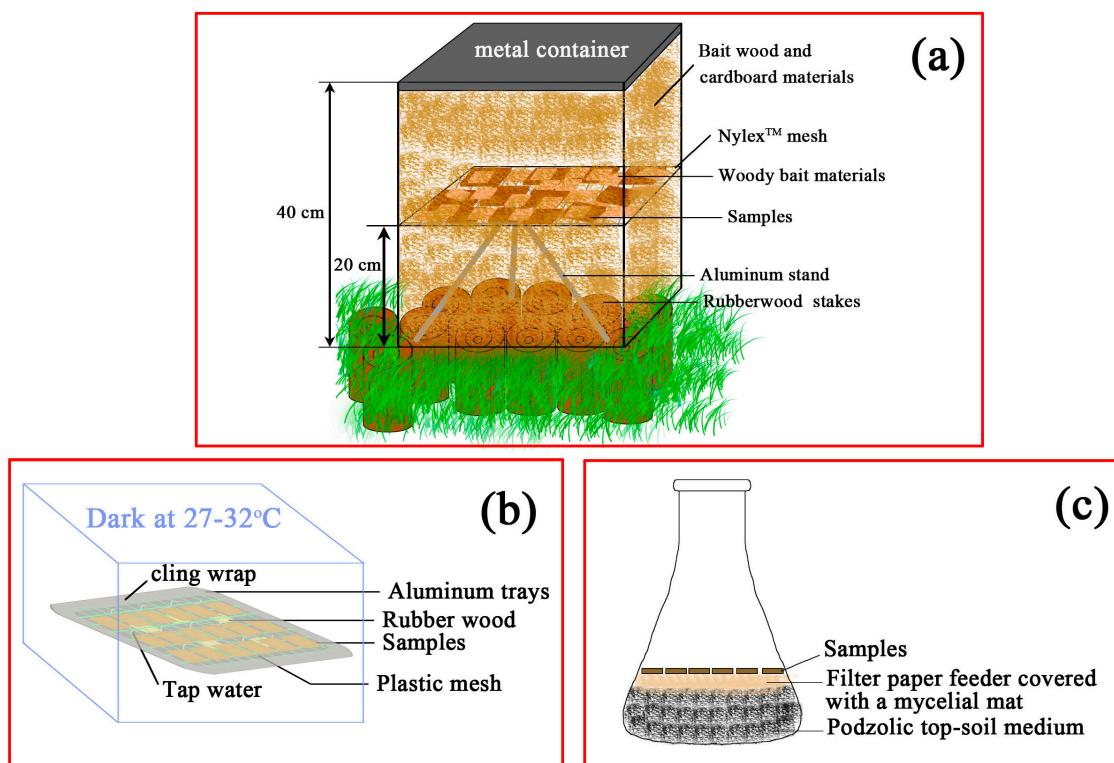 metal container
(a)
Bait wood and
cardboard materials
Nylex™ mesh
Woody bait materials
Samples
40 cm
20 cm
Aluminum stand
Rubberwood stakes
(b)
Dark at 27-32°C
cling wrap
Aluminum trays
Rubber wood
Samples
Tap water
Plastic mesh
(c)
Samples
Filter paper feeder covered
with a mycelial mat
Podzolic top-soil medium